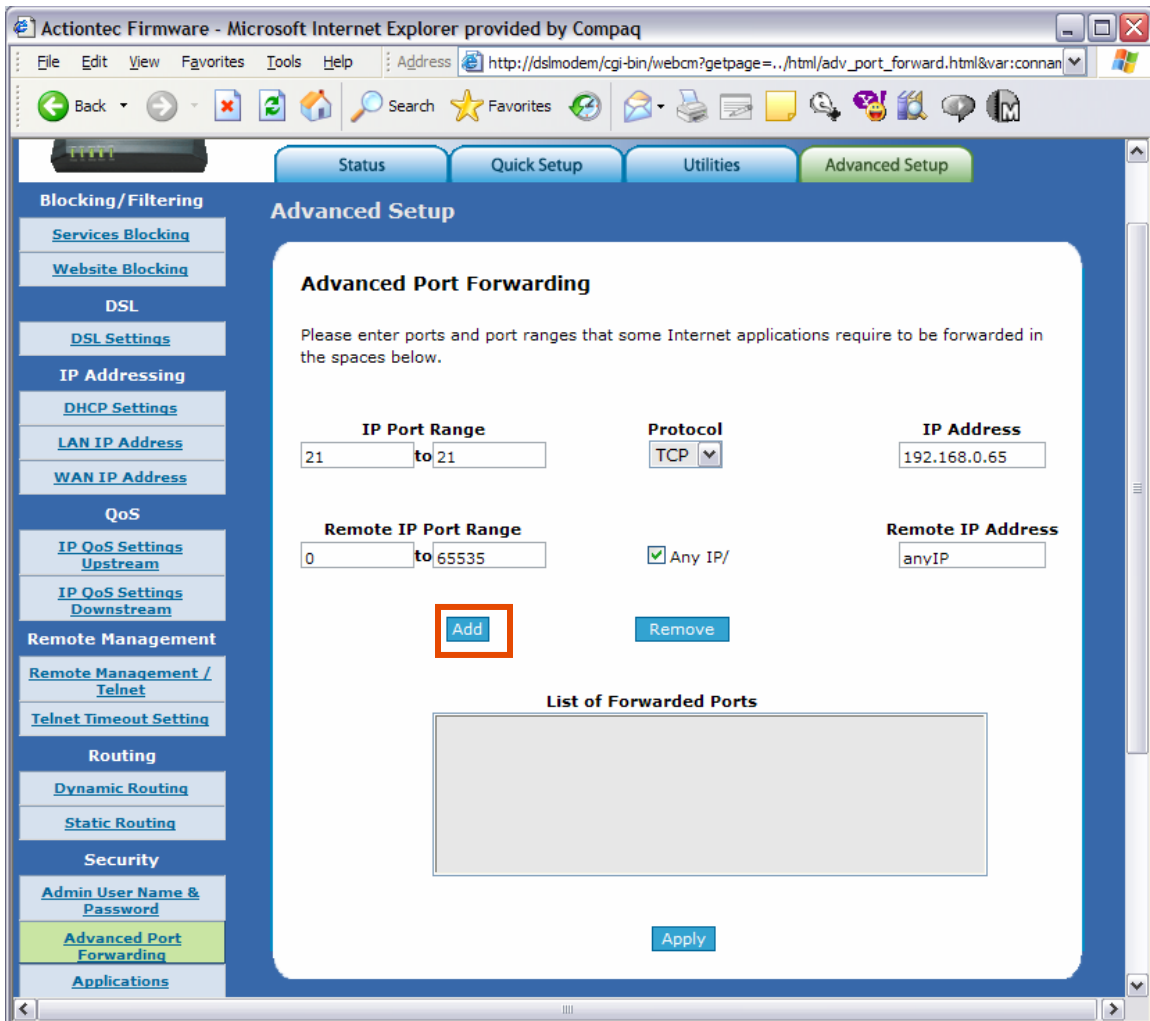 Actiontec Firmware - Microsoft Internet Explorer provided by Compaq
File Edit View Favorites Tools Help Address http://dslmodem/cgi-bin/webcm?getpage=../html/adv_port_forward.html&var:connan
Back Search Favorites
Status Quick Setup Utilities Advanced Setup
Blocking/Filtering
Services Blocking
Website Blocking
DSL
DSL Settings
IP Addressing
DHCP Settings
LAN IP Address
WAN IP Address
QoS
IP QoS Settings
Upstream
IP QoS Settings
Downstream
Remote Management
Remote Management /
Telnet
Telnet Timeout Setting
Routing
Dynamic Routing
Static Routing
Security
Admin User Name &
Password
Advanced Port
Forwarding
Applications
Advanced Setup
Advanced Port Forwarding
Please enter ports and port ranges that some Internet applications require to be forwarded in
the spaces below.
IP Port Range Protocol IP Address
21 to 21 TCP 192.168.0.65
Remote IP Port Range Remote IP Address
0 to 65535 Any IP/ anyIP
Add Remove
List of Forwarded Ports
Apply